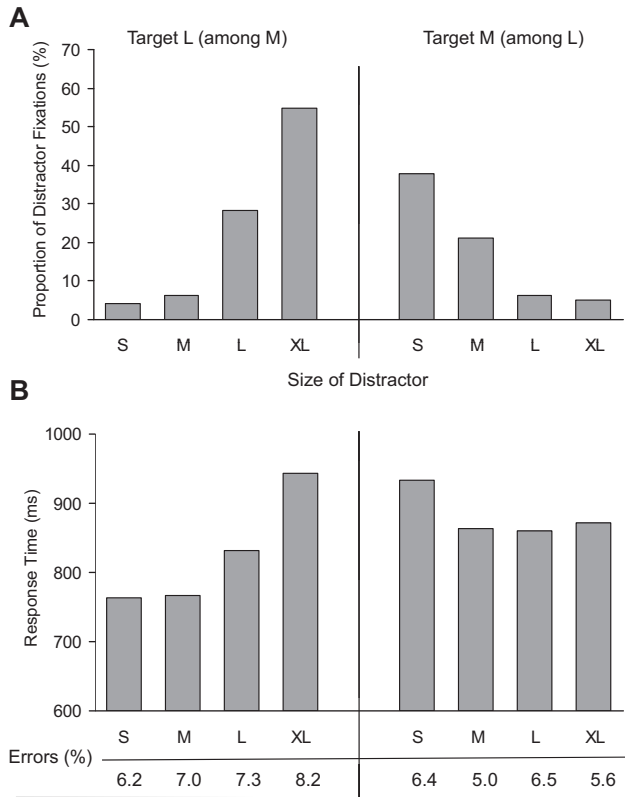 A
Target L (among M) Target M (among L)
Proportion of Distractor Fixations (%)
70
60
50
40
30
20
10
0
S M L XL S M L XL
Size of Distractor
B
Response Time (ms)
1000
900
800
700
600
S M L XL S M L XL
Errors (%)
6.2 7.0 7.3 8.2 6.4 5.0 6.5 5.6